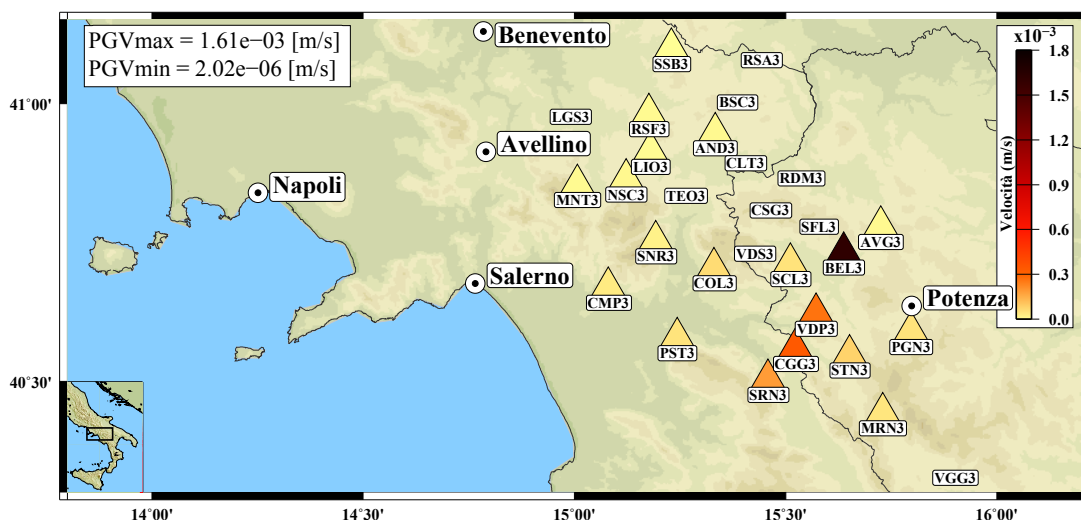 PGVmax = 1.61e−03 [m/s]
PGVmin = 2.02e−06 [m/s]
Benevento
SSB3
RSA3
x10⁻³
1.8
1.5
1.2
0.9
0.6
0.3
0.0
Velocità (m/s)
41°00'
BSC3
LGS3
RSF3
AND3
Avellino
LIO3
CLT3
RDM3
Napoli
MNT3
NSC3
TEO3
CSG3
SFL3
AVG3
SNR3
VDS3
BEL3
Salerno
COL3
SCL3
CMP3
Potenza
VDP3
PST3
CGG3
STN3
PGN3
40°30'
SRN3
MRN3
VGG3
14°00'
14°30'
15°00'
15°30'
16°00'